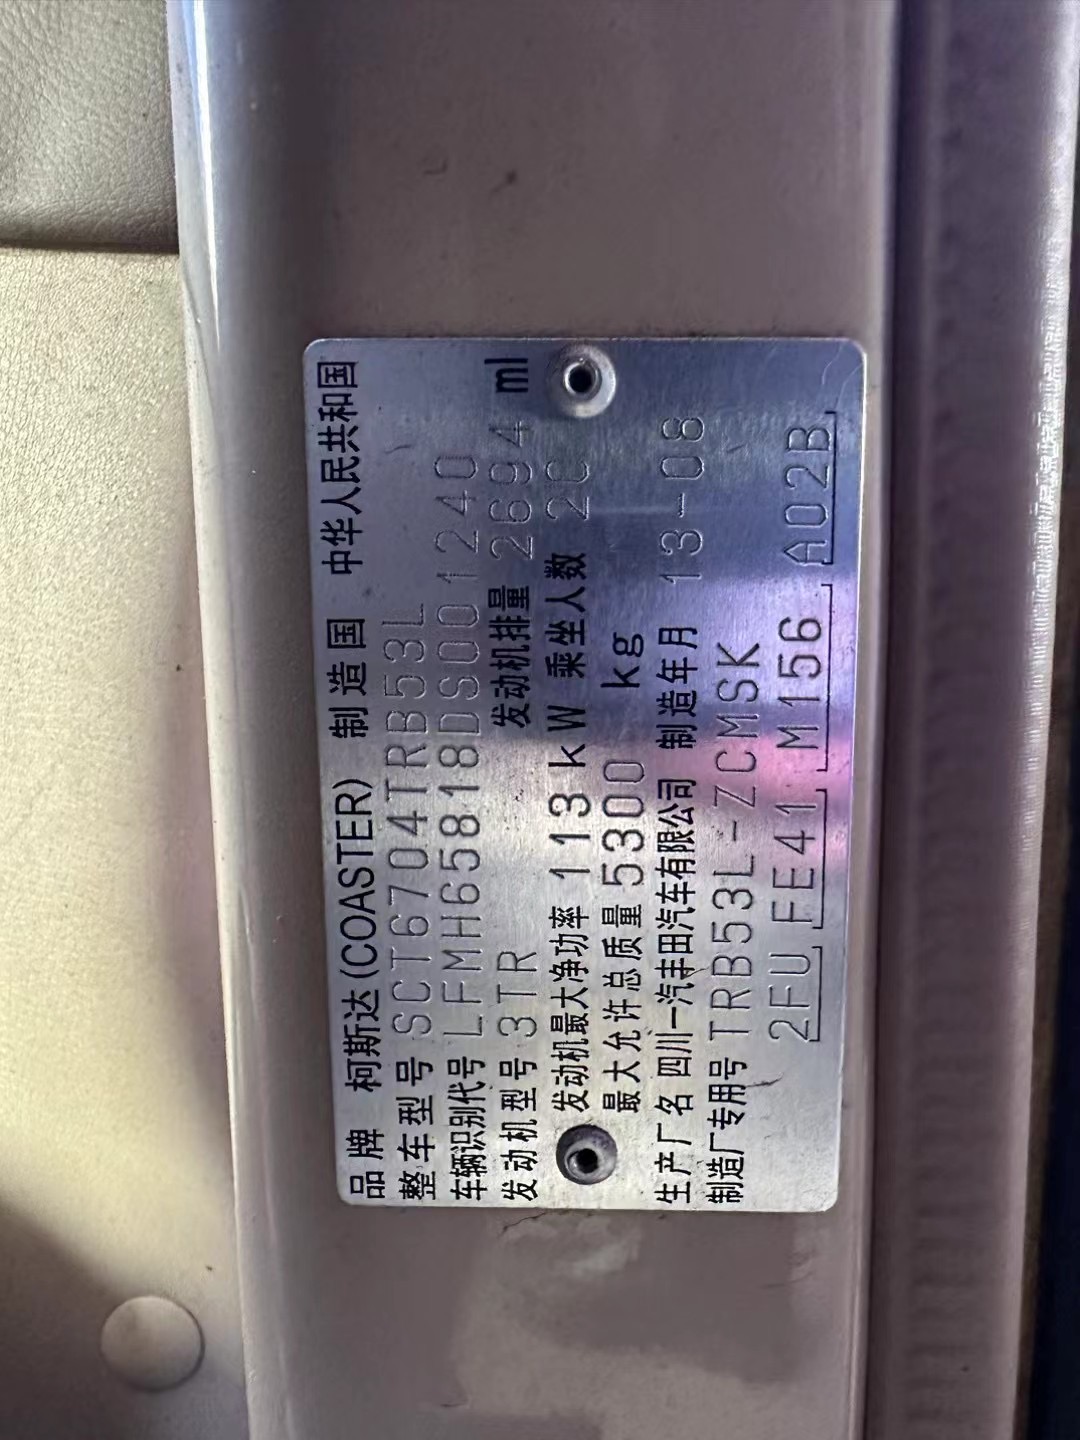 品牌 柯斯达(COASTER) 制造国 中华人民共和国
整车型号 SCT6704TRB53L
车辆识别代号 LFMH65818DS001240
发动机型号 3TR 发动机排量 2694 ml
发动机最大净功率 113 kW 乘坐人数 20
最大允许总质量 5300 kg
生产厂名 四川一汽丰田汽车有限公司 制造年月 13-08
制造厂专用号 TRB53L-ZCMSK
2FU FE41 M156 A02B